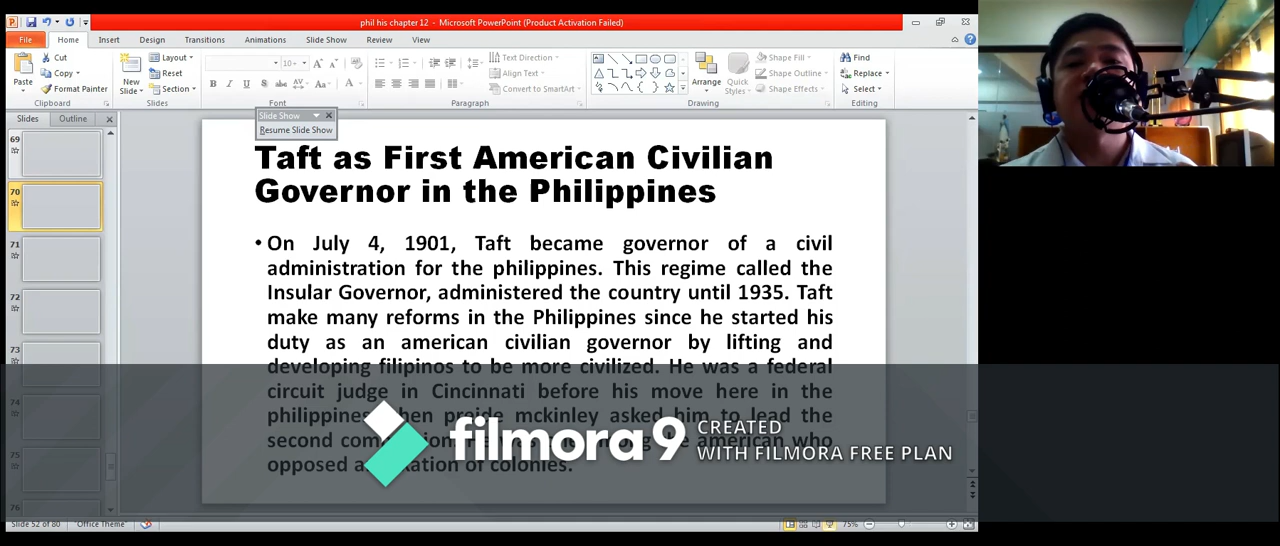 phil his chapter12 - Microsoft PowerPoint (Product Activation Failed)
File Home Insert Design Transitions Animations Slide Show Review View
Paste
Cut
Copy
Format Painter
Clipboard
New
Slide
Layout
Reset
Section
Slides
10
B I U S abc AV Aa A
Font
Text Direction
Align Text
Convert to SmartArt
Paragraph
Arrange
Quick
Styles
Shape Fill
Shape Outline
Shape Effects
Drawing
Find
Replace
Select
Editing
Slides Outline
Slide Show
Resume Slide Show
69
70
71
72
73
74
75
76
Taft as First American Civilian
Governor in the Philippines
• On July 4, 1901, Taft became governor of a civil
administration for the philippines. This regime called the
Insular Governor, administered the country until 1935. Taft
make many reforms in the Philippines since he started his
duty as an american civilian governor by lifting and
developing filipinos to be more civilized. He was a federal
circuit judge in Cincinnati before his move here in the
philippines mckinley asked him to lead the
second american who
opposed of colonies.
filmora9
CREATED
WITH FILMORA FREE PLAN
Slide 52 of 80 "Office Theme" 75%